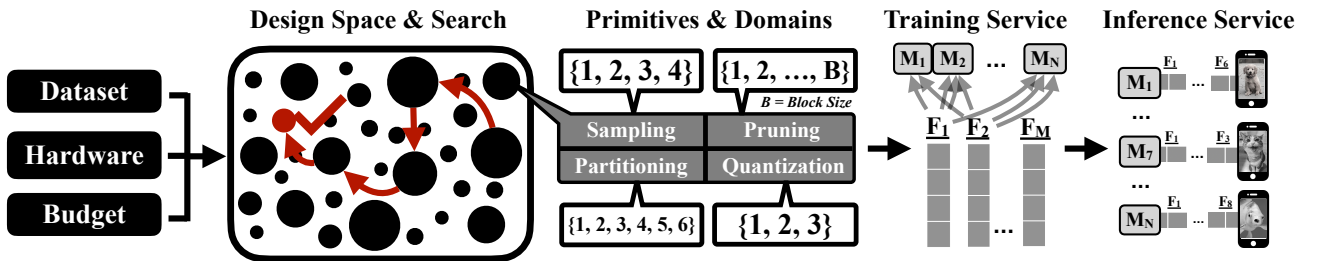 Design Space & Search
Primitives & Domains
Training Service
Inference Service
Dataset
Hardware
Budget
{1, 2, 3, 4}
{1, 2, …, B}
B = Block Size
Sampling
Pruning
Partitioning
Quantization
{1, 2, 3, 4, 5, 6}
{1, 2, 3}
M1 M2 … MN
F1 F2 FM
...
F1 F6
M1 ...
...
F1 F3
M7 ...
...
F1 F8
MN ...